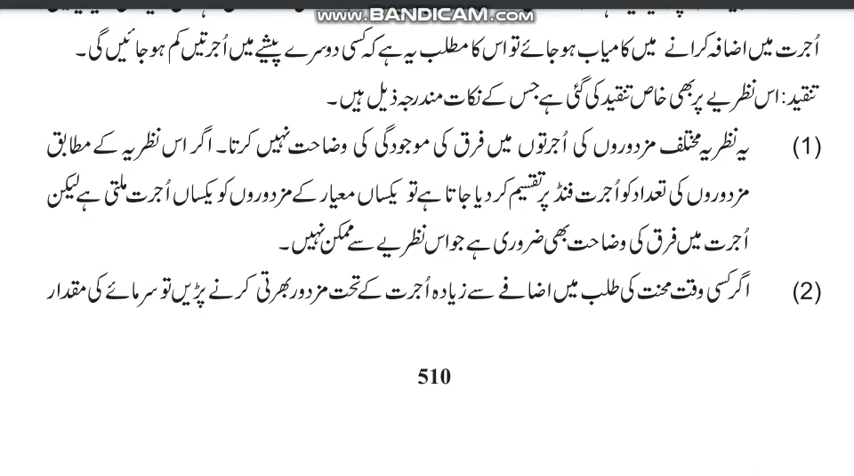 www.BANDICAM.com
اُجرت میں اضافہ کرانے میں کامیاب ہوجائے تو اس کا مطلب یہ ہے کہ کسی دوسرے پیشے میں اُجرتیں کم ہوجائیں گی۔
تنقید: اس نظریے پر بھی خاص تنقید کی گئی ہے جس کے نکات مندرجہ ذیل ہیں۔
(1) یہ نظریہ مختلف مزدوروں کی اُجرتوں میں فرق کی موجودگی کی وضاحت نہیں کرتا۔ اگر اس نظریہ کے مطابق
مزدوروں کی تعداد کو اُجرت فنڈ پر تقسیم کردیا جاتا ہے تو یکساں معیار کے مزدوروں کو یکساں اُجرت ملتی ہے لیکن
اُجرت میں فرق کی وضاحت بھی ضروری ہے جو اس نظریے سے ممکن نہیں۔
(2) اگر کسی وقت محنت کی طلب میں اضافے سے زیادہ اُجرت کے تحت مزدور بھرتی کرنے پڑیں تو سرمائے کی مقدار
510